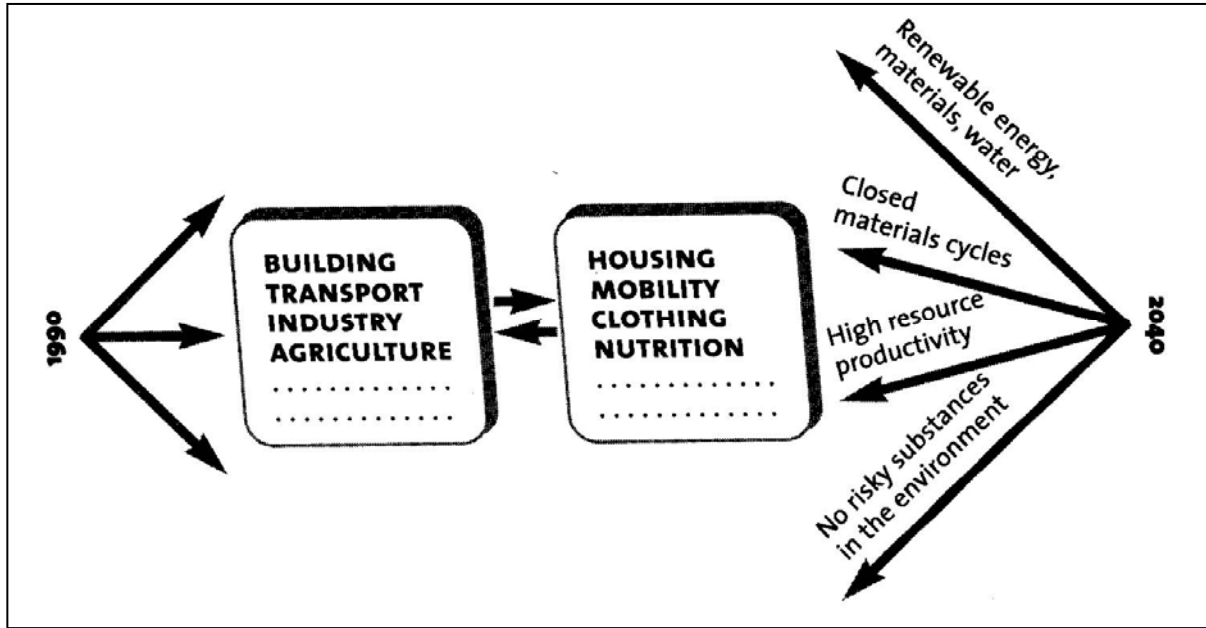 1990
BUILDING
TRANSPORT
INDUSTRY
AGRICULTURE
. . . . . . . . . . . . .
. . . . . . . . . . . . .
HOUSING
MOBILITY
CLOTHING
NUTRITION
. . . . . . . . . . . . .
. . . . . . . . . . . . .
Renewable energy,
materials, water
Closed
materials cycles
High resource
productivity
No risky substances
in the environment
2040